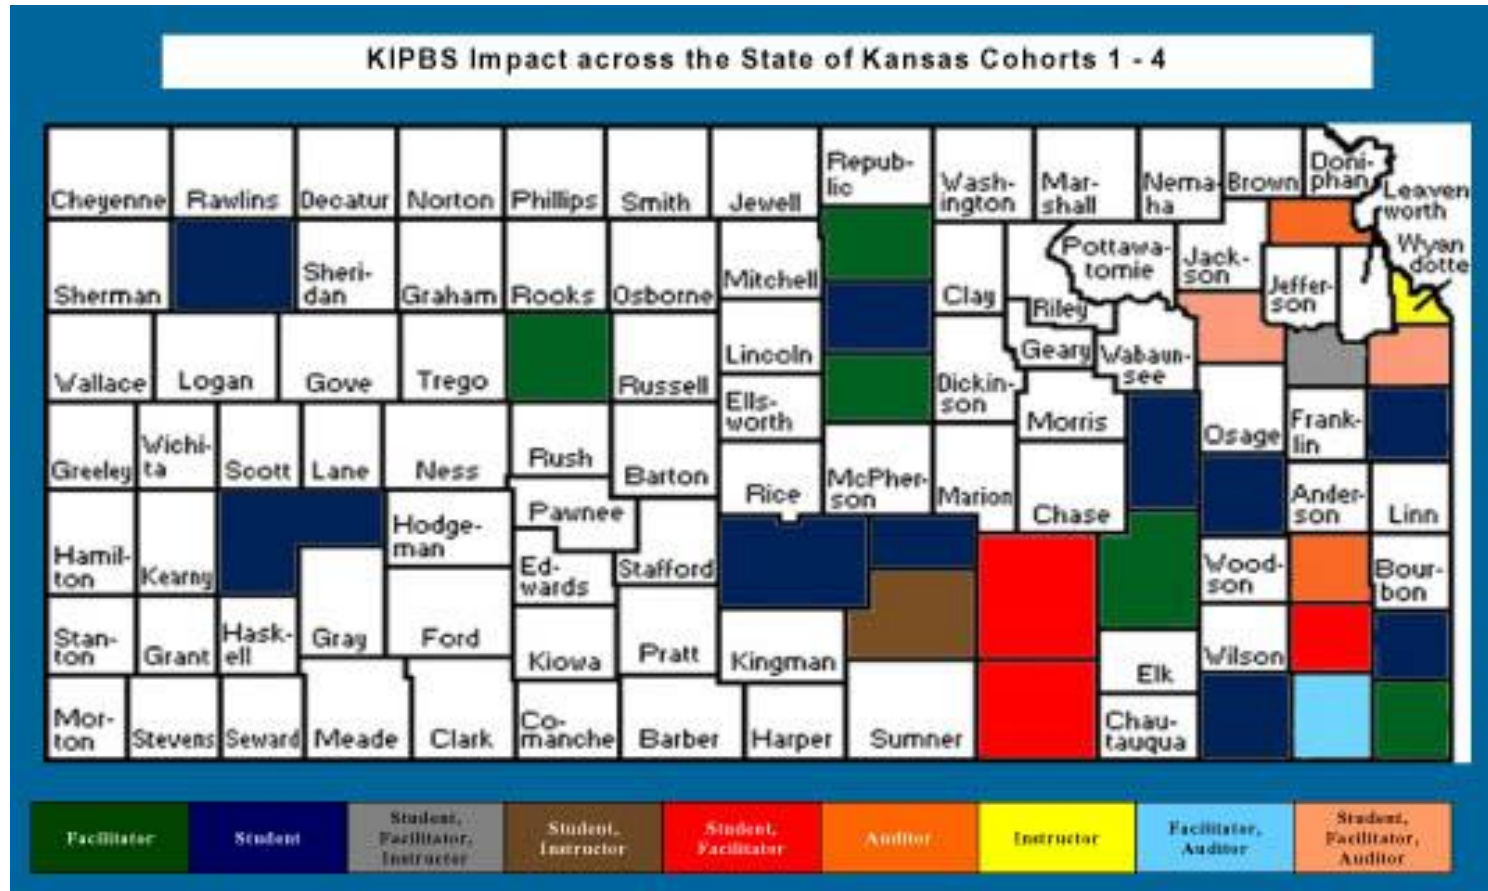 KIPBS Impact across the State of Kansas Cohorts 1 - 4
Cheyenne
Rawlins
Decatur
Norton
Phillips
Smith
Jewell
Repub-
lic
Wash-
ington
Mar-
shall
Nema-
ha
Brown
Doni-
phan
Leaven
worth
Wyan
dotte
Sherman
Sheri-
dan
Graham
Rooks
Osborne
Mitchell
Clay
Riley
Pottawa-
tomie
Jack-
son
Jeffer-
son
Wallace
Logan
Gove
Trego
Russell
Lincoln
Ells-
worth
Dickin-
son
Geary
Wabaun-
see
Morris
Osage
Frank-
lin
Greeley
Wichi-
ta
Scott
Lane
Ness
Rush
Barton
Rice
McPher-
son
Marion
Chase
Ander-
son
Linn
Hamil-
ton
Kearny
Hodge-
man
Pawnee
Ed-
wards
Stafford
Wood-
son
Bour-
bon
Stan-
ton
Grant
Hask-
ell
Gray
Ford
Kiowa
Pratt
Kingman
Elk
Wilson
Mor-
ton
Stevens
Seward
Meade
Clark
Co-
manche
Barber
Harper
Sumner
Chau-
tauqua
Facilitator
Student
Student,
Facilitator,
Instructor
Student,
Instructor
Student,
Facilitator
Auditor
Instructor
Facilitator,
Auditor
Student,
Facilitator,
Auditor